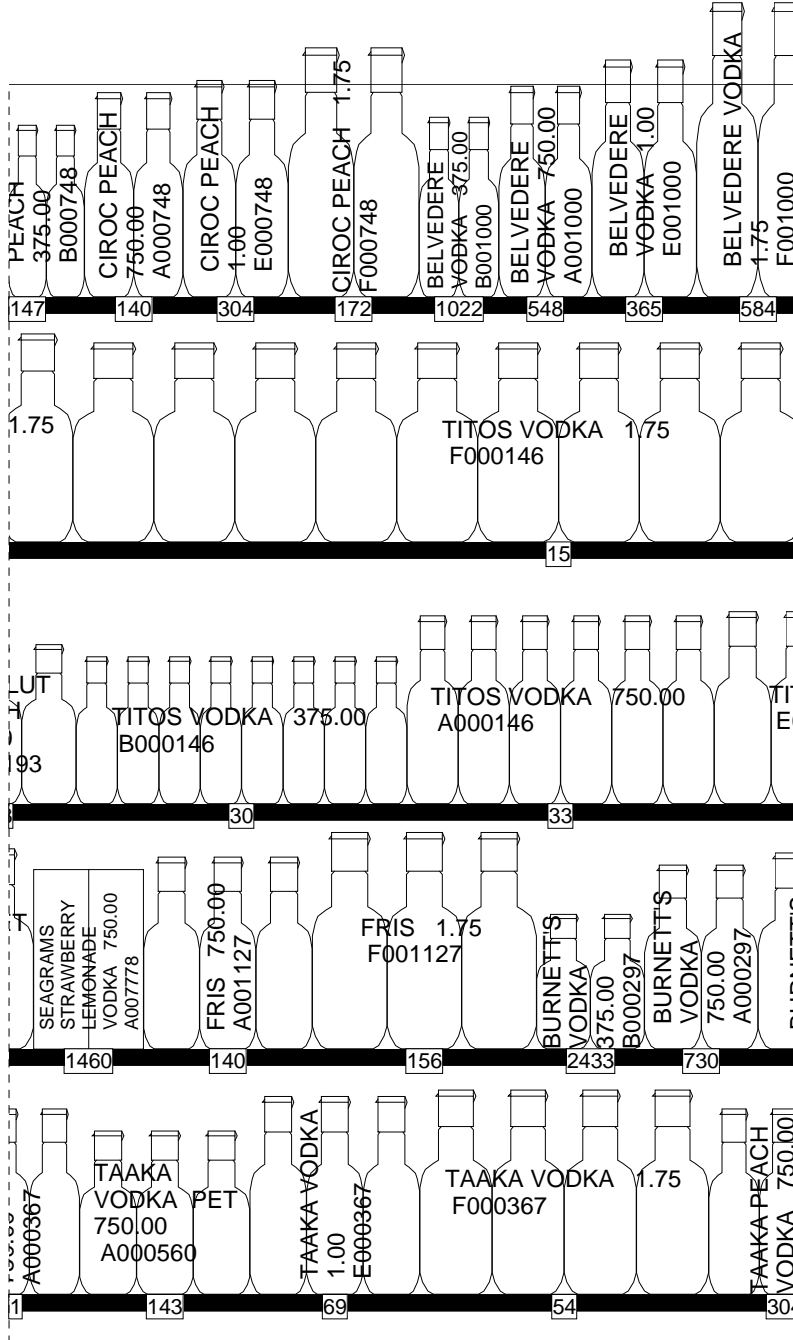 PEACH
375.00
B000748
CIROC PEACH
750.00
A000748
CIROC PEACH
1.00
E000748
CIROC PEACH 1.75
F000748
BELVEDERE
VODKA 375.00
B001000
BELVEDERE
VODKA 750.00
A001000
BELVEDERE
VODKA 1.00
E001000
BELVEDERE VODKA
1.75
F001000
147
140
304
172
1022
548
365
584
1.75
TITOS VODKA 1.75
F000146
15
LUT
193
TITOS VODKA 375.00
B000146
TITOS VODKA 750.00
A000146
30
33
SEAGRAMS
STRAWBERRY
LEMONADE
VODKA 750.00
A007778
FRIS 750.00
A001127
FRIS 1.75
F001127
BURNETT'S
VODKA
375.00
B000297
BURNETT'S
VODKA
750.00
A000297
1460
140
156
2433
730
A000367
TAAKA
VODKA PET
750.00
A000560
TAAKA VODKA
1.00
E000367
TAAKA VODKA 1.75
F000367
TAAKA PEACH
VODKA 750.00
1
143
69
54
304